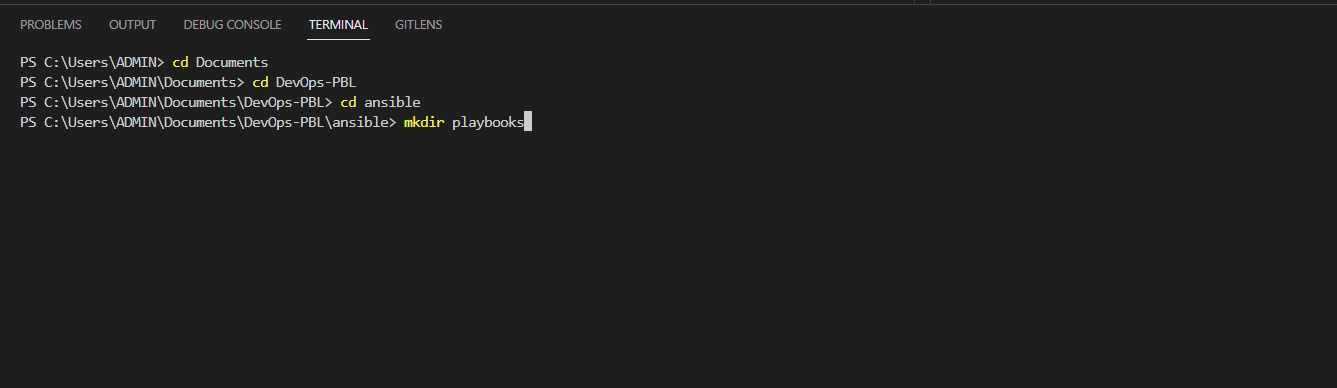 PROBLEMS OUTPUT DEBUG CONSOLE TERMINAL GITLENS
PS C:\Users\ADMIN> cd Documents
PS C:\Users\ADMIN\Documents> cd DevOps-PBL
PS C:\Users\ADMIN\Documents\DevOps-PBL> cd ansible
PS C:\Users\ADMIN\Documents\DevOps-PBL\ansible> mkdir playbooks